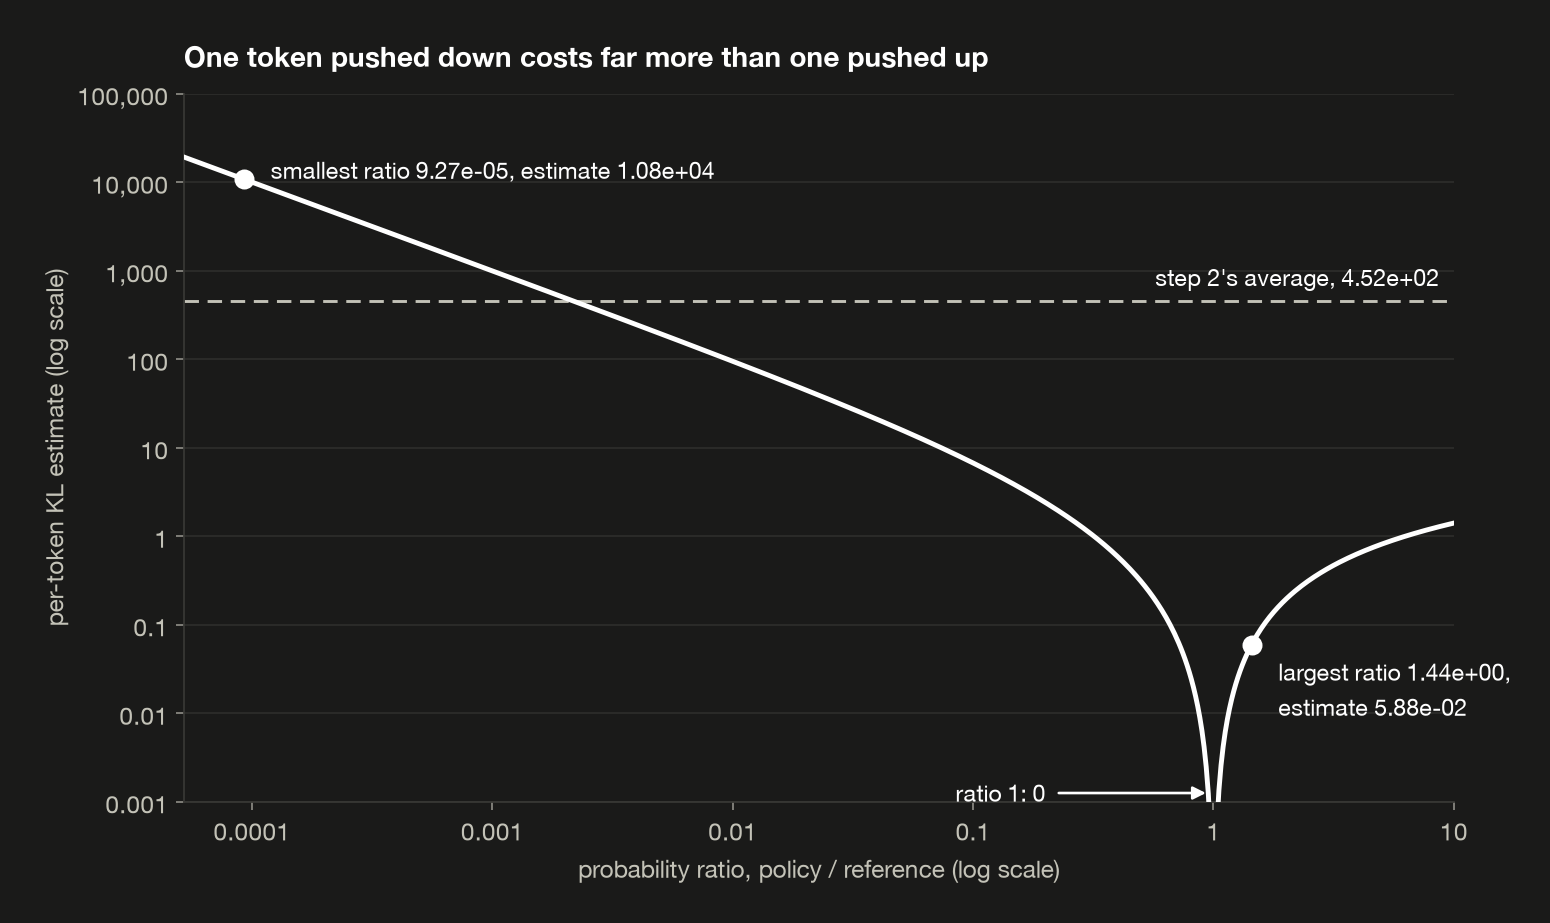 One token pushed down costs far more than one pushed up
100,000
10,000
1,000
100
10
1
0.1
0.01
0.001
per-token KL estimate (log scale)
smallest ratio 9.27e-05, estimate 1.08e+04
step 2's average, 4.52e+02
largest ratio 1.44e+00,
estimate 5.88e-02
ratio 1: 0
0.0001
0.001
0.01
0.1
1
10
probability ratio, policy / reference (log scale)